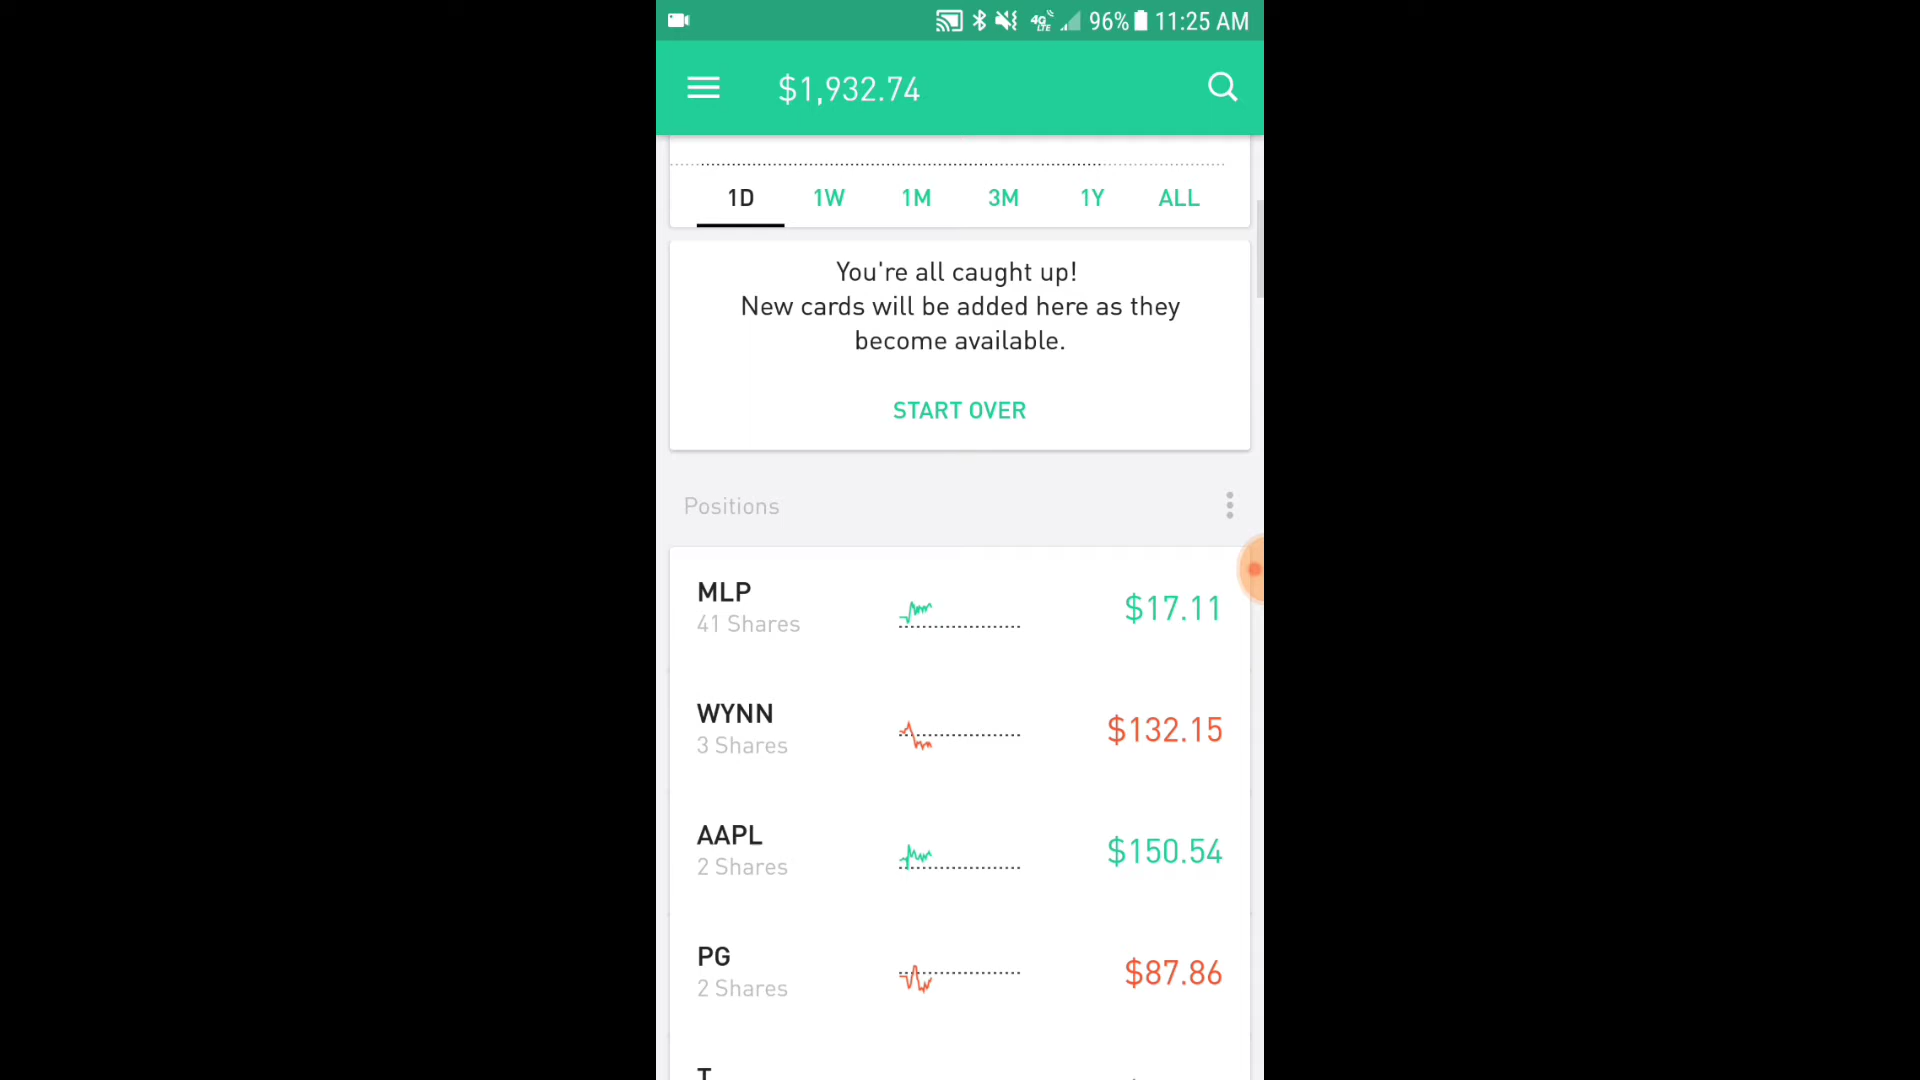 96% 11:25 AM
$1,932.74
1D 1W 1M 3M 1Y ALL
You're all caught up!
New cards will be added here as they
become available.
START OVER
Positions
MLP
41 Shares
$17.11
WYNN
3 Shares
$132.15
AAPL
2 Shares
$150.54
PG
2 Shares
$87.86